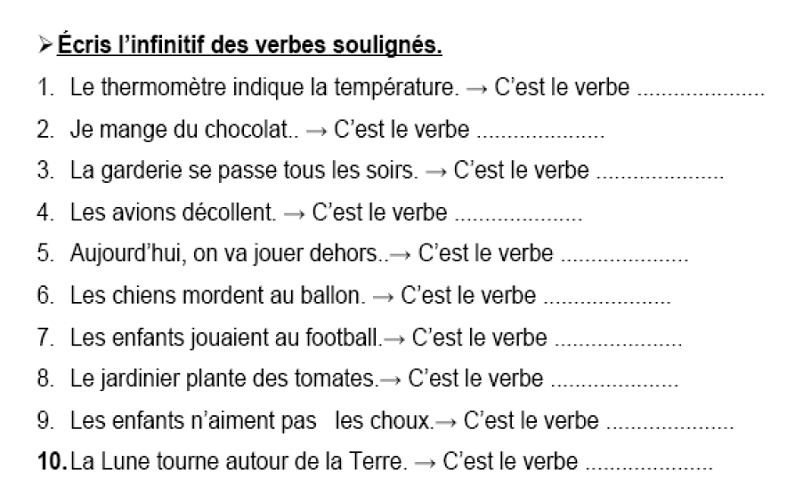 ➢ Écris l’infinitif des verbes soulignés.
1. Le thermomètre indique la température. → C’est le verbe .....................
2. Je mange du chocolat.. → C’est le verbe .....................
3. La garderie se passe tous les soirs. → C’est le verbe .....................
4. Les avions décollent. → C’est le verbe .....................
5. Aujourd’hui, on va jouer dehors..→ C’est le verbe .....................
6. Les chiens mordent au ballon. → C’est le verbe .....................
7. Les enfants jouaient au football.→ C’est le verbe .....................
8. Le jardinier plante des tomates.→ C’est le verbe .....................
9. Les enfants n’aiment pas les choux.→ C’est le verbe .....................
10. La Lune tourne autour de la Terre. → C’est le verbe .....................